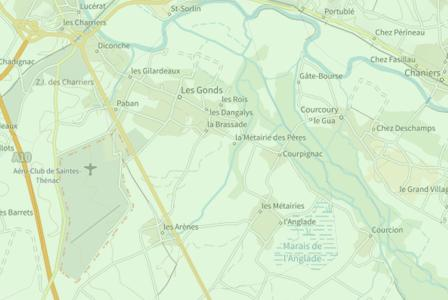 Lucérat
St-Sorlin
Portublé
les Charriers
Diconche
Chez Périneau
Chez Fasillau
Chadignac
les Gilardeaux
Gâte-Bourse
Chaniers
Z.I. des Charriers
Les Gonds
Paban
les Rois
les Dangalys
Courcoury
le Gua
la Brassade
Chez Deschamps
la Métairie des Pères
A10
Courpignac
Aéro Club de Saintes-
Thénac
le Grand Villag
les Métairies
es Barrets
l'Anglade
les Arènes
Courcion
Marais de
l'Anglade